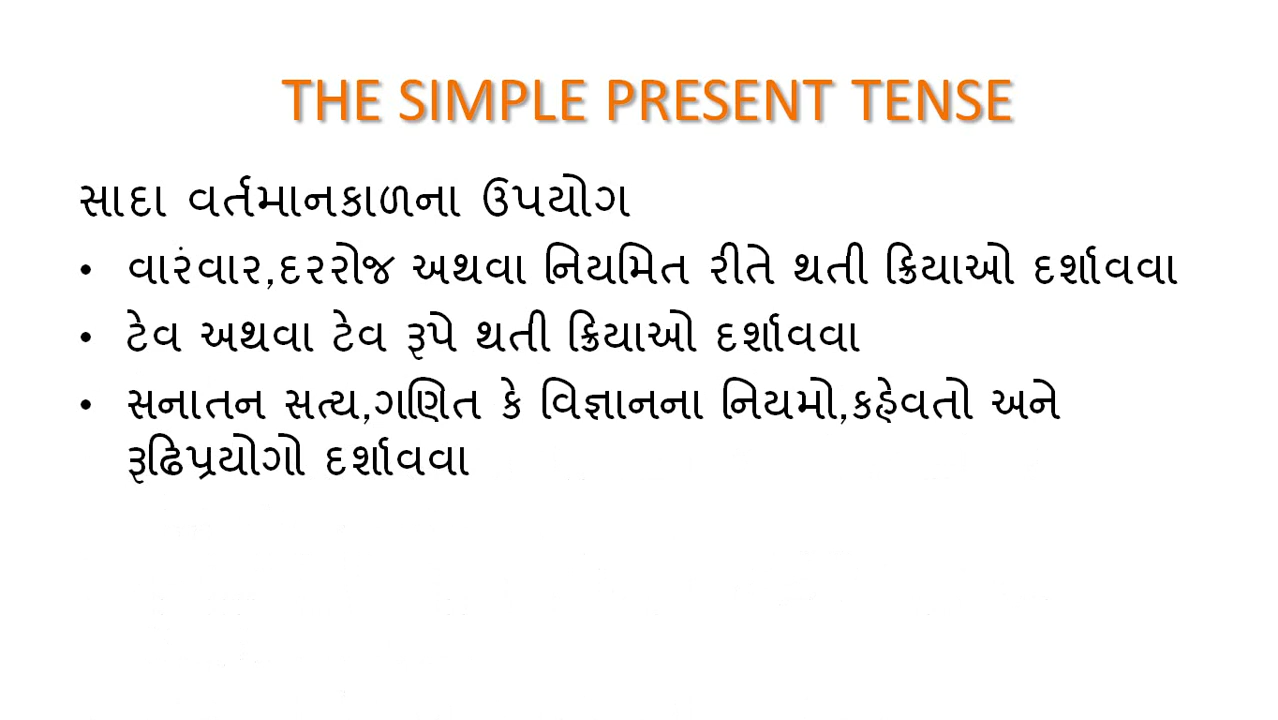 THE SIMPLE PRESENT TENSE
સાદા વર્તમાનકાળના ઉપયોગ
• વારંવાર,દરરોજ અથવા નિયમિત રીતે થતી ક્રિયાઓ દર્શાવવા
• ટેવ અથવા ટેવ રૂપે થતી ક્રિયાઓ દર્શાવવા
• સનાતન સત્ય,ગણિત કે વિજ્ઞાનના નિયમો,કહેવતો અને
રૂઢિપ્રયોગો દર્શાવવા